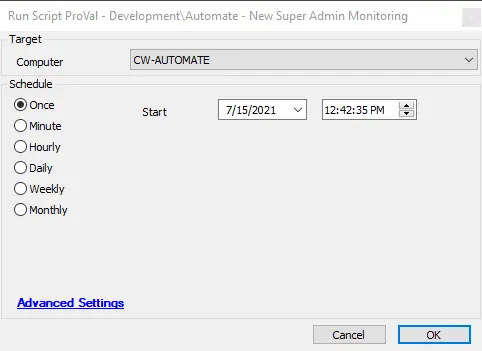 Run Script ProVal - Development\Automate - New Super Admin Monitoring
Target
Computer CW-AUTOMATE
Schedule
Once Start 7/15/2021 12:42:35 PM
Minute
Hourly
Daily
Weekly
Monthly
Advanced Settings
Cancel OK